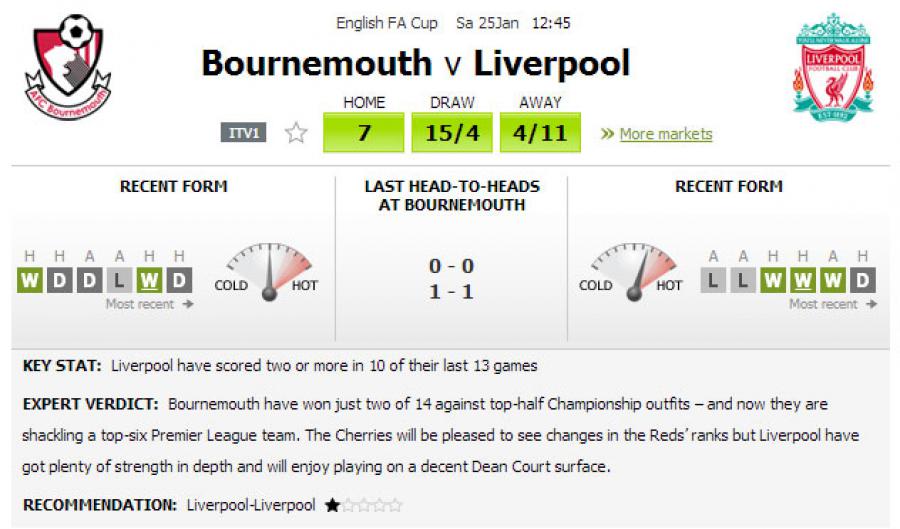 English FA Cup Sa 25Jan 12:45
Bournemouth v Liverpool
AFC Bournemouth
YOU'LL NEVER WALK ALONE
LIVERPOOL
FOOTBALL CLUB
EST·1892
HOME DRAW AWAY
ITV1 7 15/4 4/11 » More markets
RECENT FORM
H H A A H H
W D D L W D
Most recent →
COLD HOT
LAST HEAD-TO-HEADS
AT BOURNEMOUTH
0 - 0
1 - 1
RECENT FORM
COLD HOT
A A H H A H
L L W W W D
Most recent →
KEY STAT: Liverpool have scored two or more in 10 of their last 13 games
EXPERT VERDICT: Bournemouth have won just two of 14 against top-half Championship outfits – and now they are
shackling a top-six Premier League team. The Cherries will be pleased to see changes in the Reds’ ranks but Liverpool have
got plenty of strength in depth and will enjoy playing on a decent Dean Court surface.
RECOMMENDATION: Liverpool-Liverpool ★☆☆☆☆